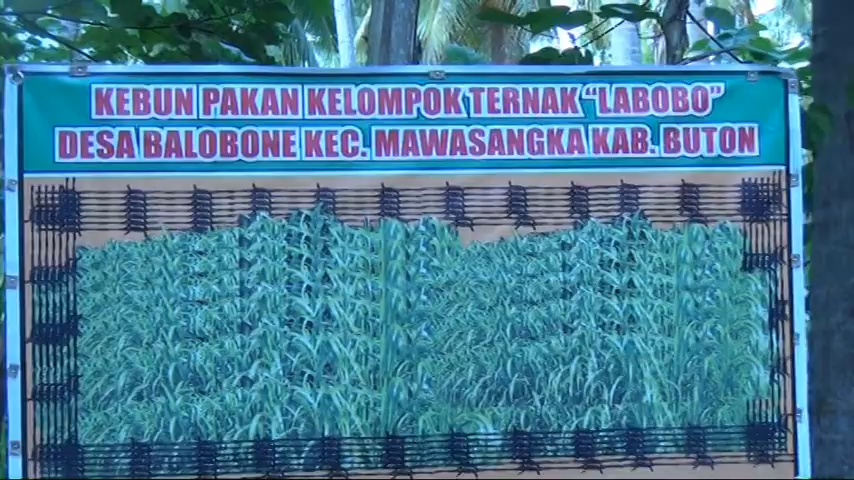 KEBUN PAKAN KELOMPOK TERNAK “LABOBO”
DESA BALOBONE KEC. MAWASANGKA KAB. BUTON